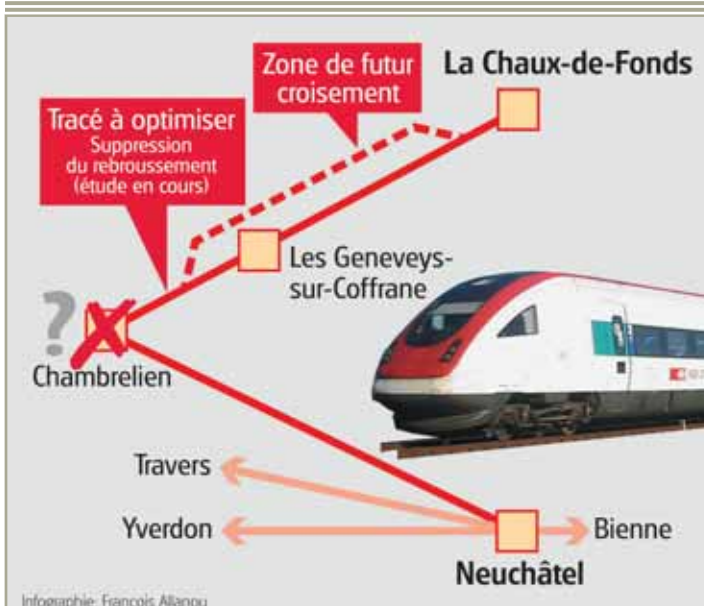 Zone de futur
croisement
La Chaux-de-Fonds
Tracé à optimiser
Suppression
du rebroussement
(étude en cours)
Les Geneveys-
sur-Coffrane
?
Chambrelien
Travers
Yverdon
Bienne
Neuchâtel
Infographie: François Allanou